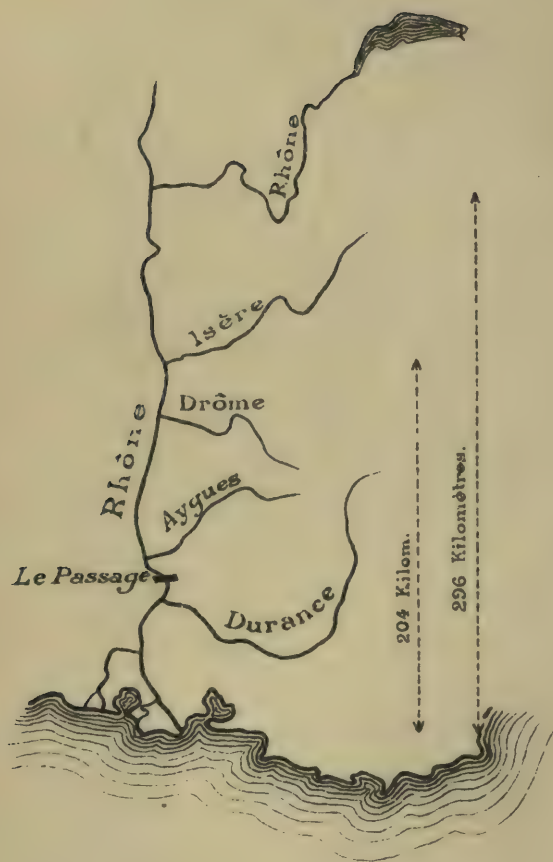 Rhône
Isère
Drôme
Rhône
Aygues
Le Passage
Durance
204 Kilom.
296 Kilomètres.